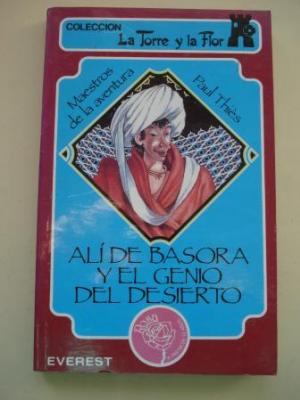 COLECCION
La Torre y la Flor
Maestros
de la aventura
Paul Thiès
ALÍ DE BASORA
Y EL GENIO
DEL DESIERTO
EVEREST